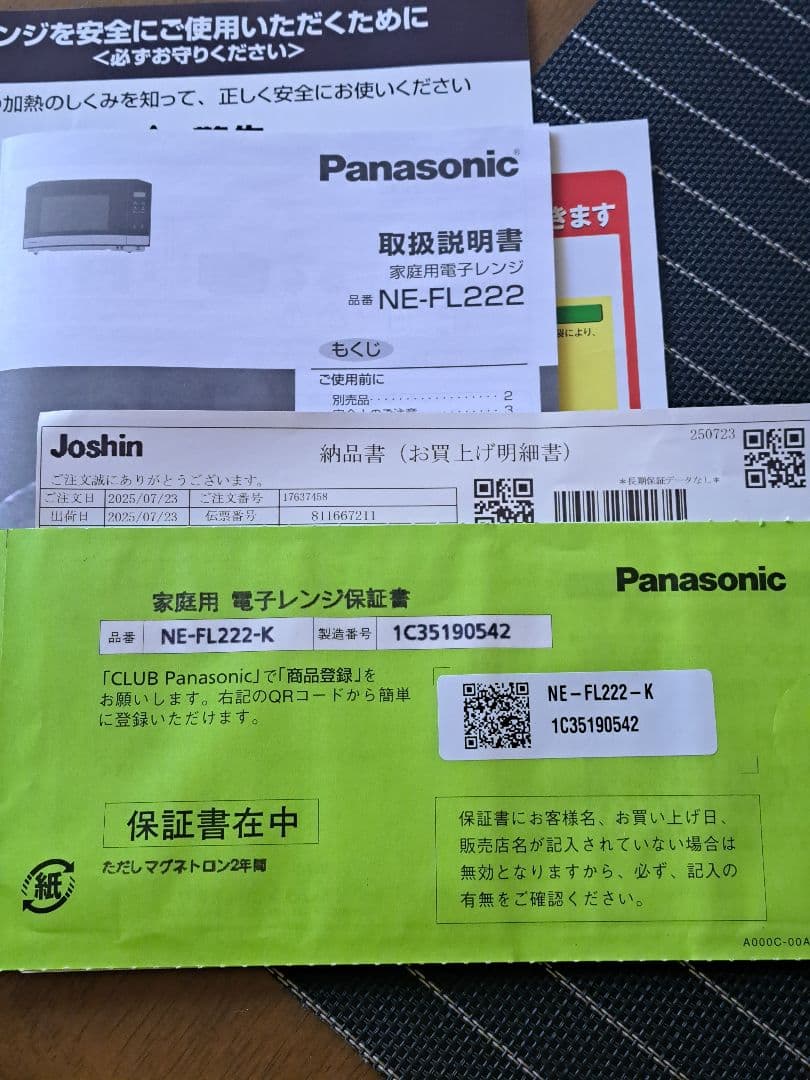 ンジを安全にご使用いただくために
<必ずお守りください>
加熱のしくみを知って、正しく安全にお使いください
Panasonic
きます
取扱説明書
家庭用電子レンジ
品番 NE-FL222
により、
もくじ
ご使用前に
別売品 2
安全上のご注意 3
250723
Joshin
納品書（お買上げ明細書）
ご注文誠にありがとうございます。
*長期保証データなし*
ご注文日 2025/07/23 ご注文番号 17637458
出荷日 2025/07/23 伝票番号 811667211
Panasonic
家庭用 電子レンジ保証書
品番 NE-FL222-K 製造番号 1C35190542
「CLUB Panasonic」で「商品登録」を
お願いします。右記のQRコードから簡単
に登録いただけます。
NE-FL222-K
1C35190542
保証書在中
ただしマグネトロン2年間
紙
保証書にお客様名、お買い上げ日、
販売店名が記入されていない場合は
無効となりますから、必ず、記入の
有無をご確認ください。
A000C-00A